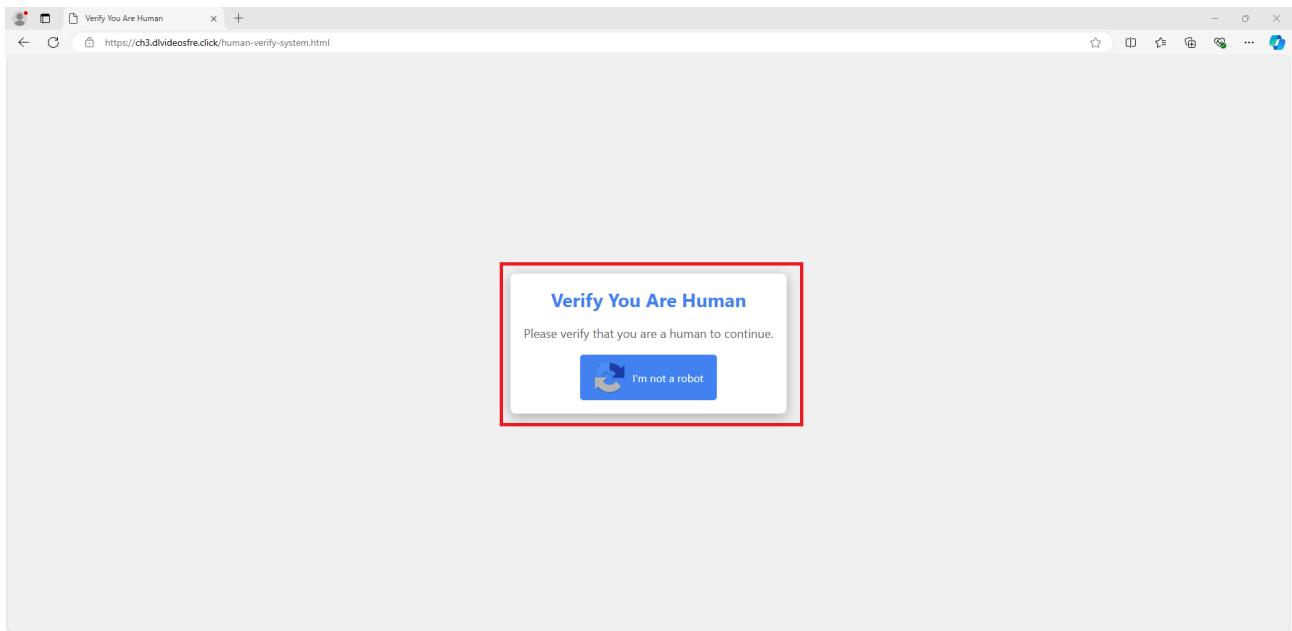 Verify You Are Human
https://ch3.dlvideosfre.click/human-verify-system.html
Verify You Are Human
Please verify that you are a human to continue.
I'm not a robot